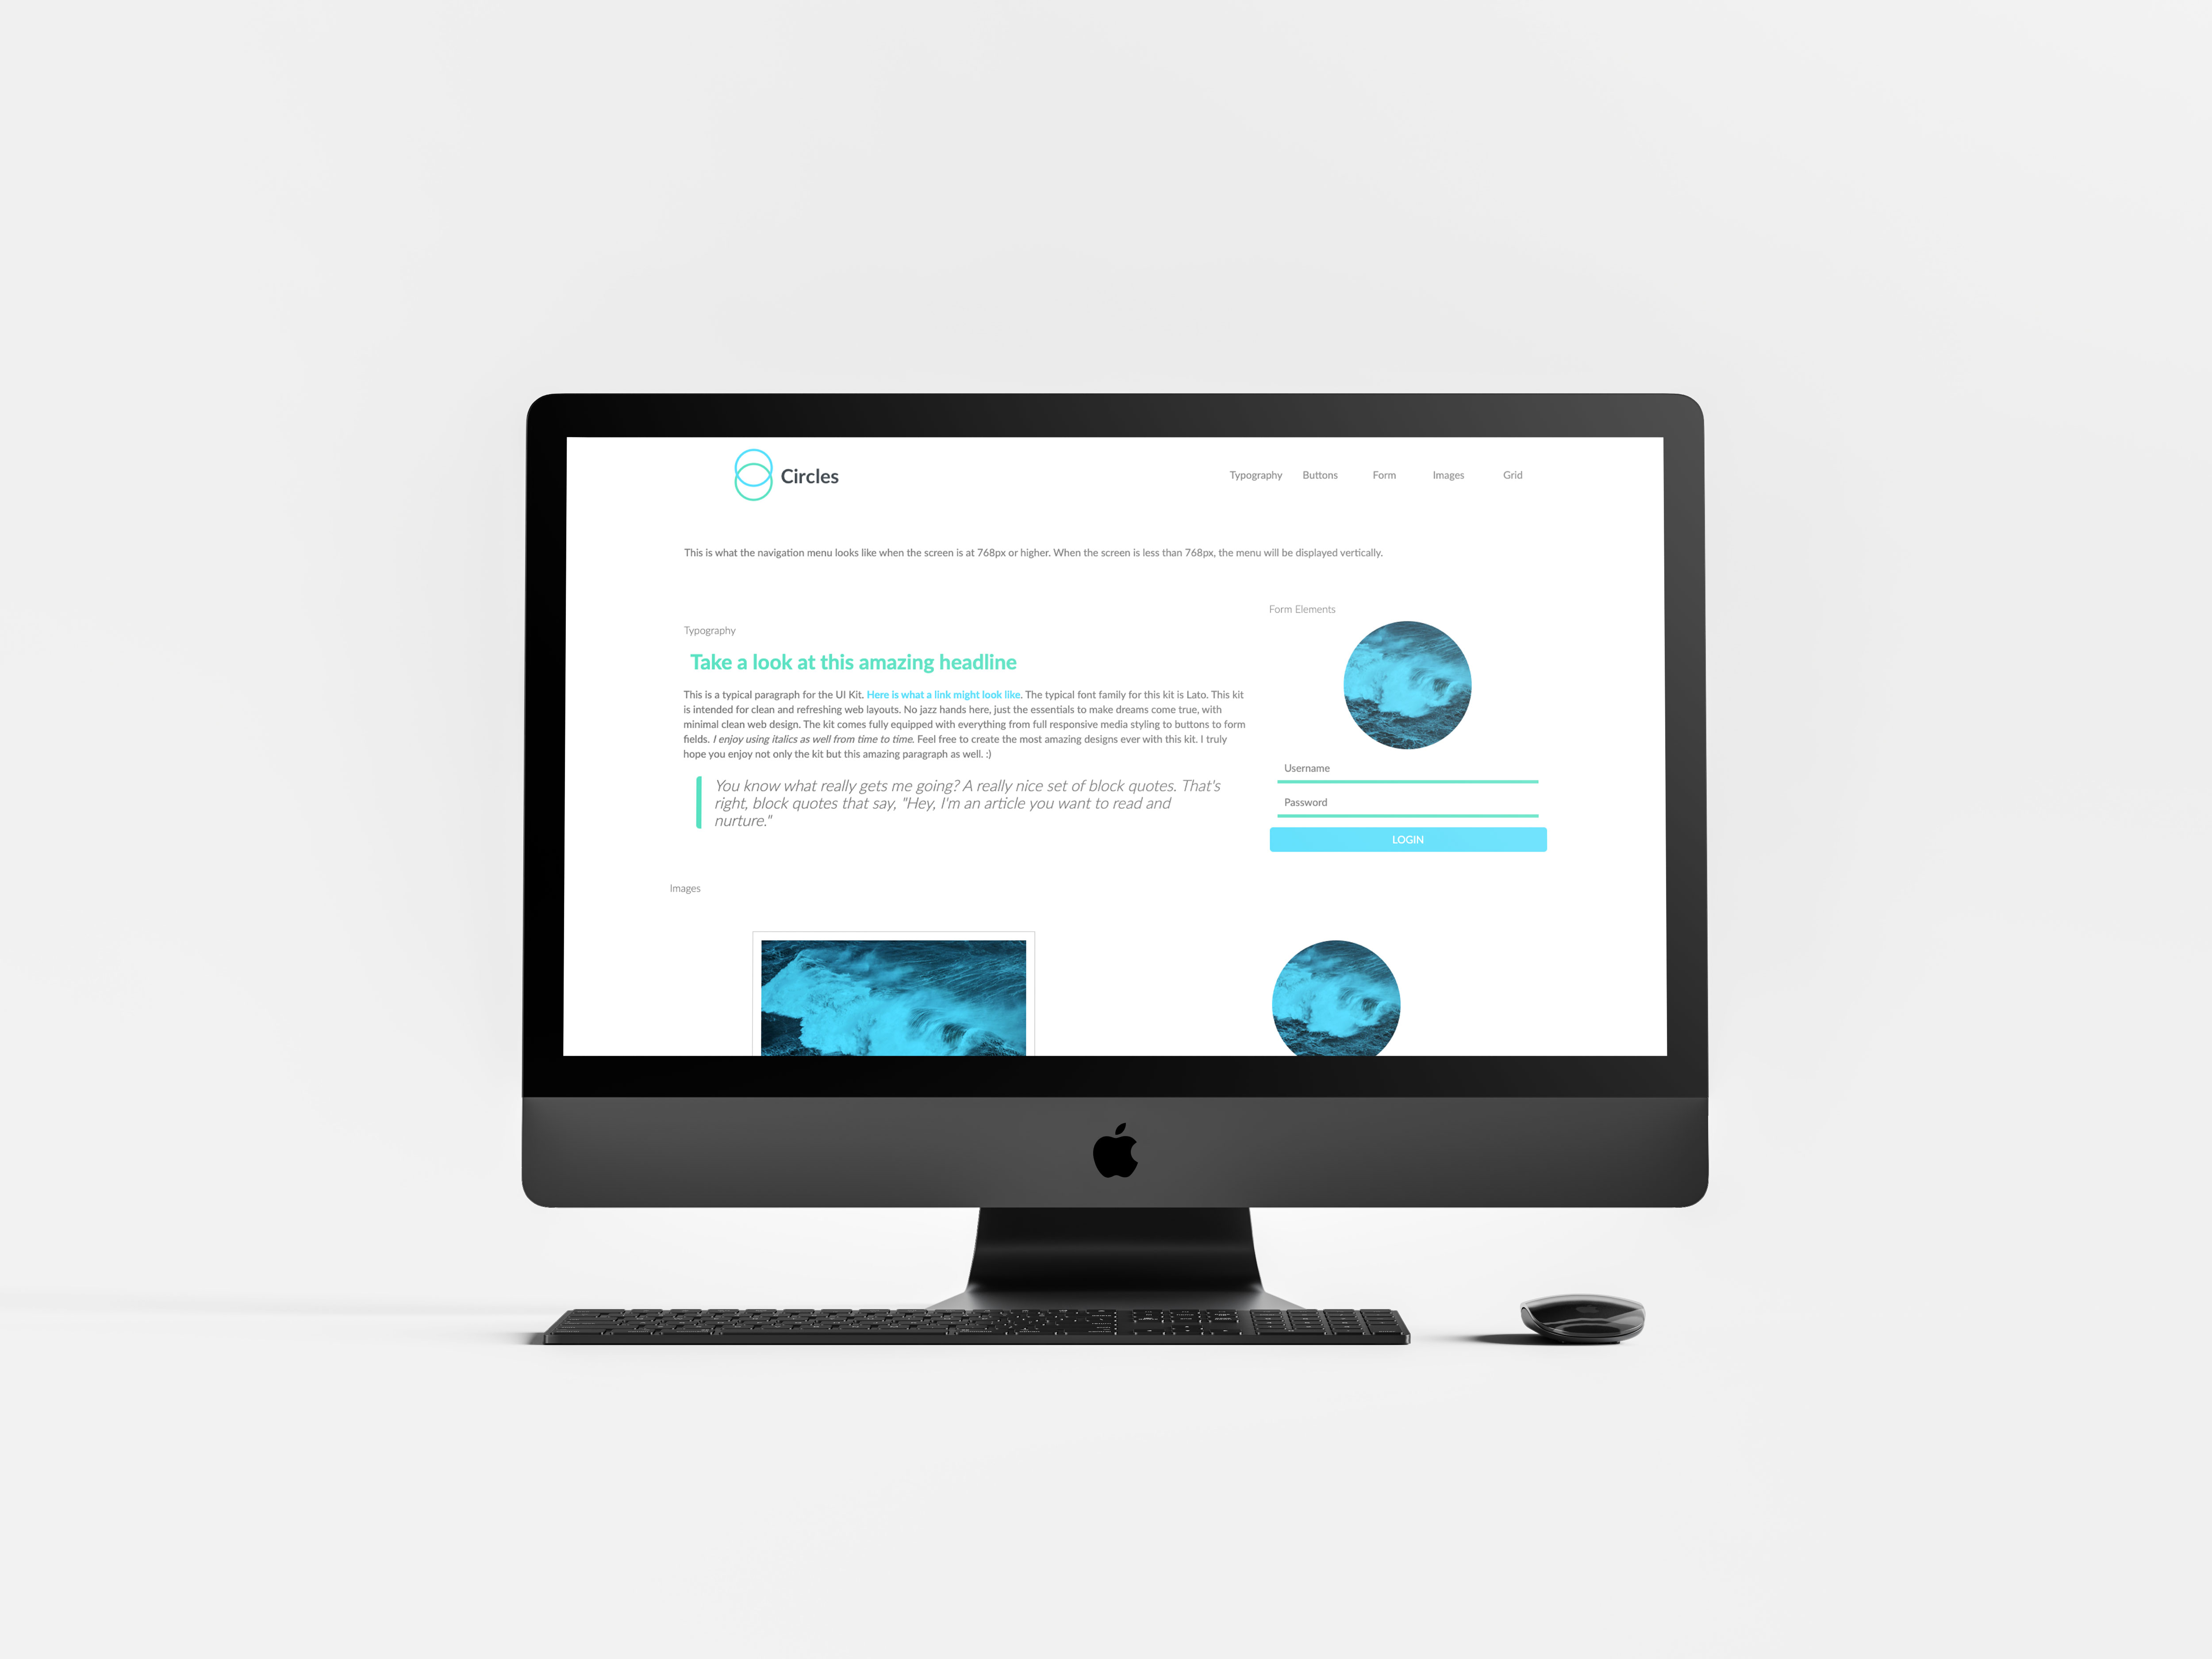 Circles
Typography Buttons Form Images Grid
This is what the navigation menu looks like when the screen is at 768px or higher. When the screen is less than 768px, the menu will be displayed vertically.
Typography
Take a look at this amazing headline
This is a typical paragraph for the UI Kit. Here is what a link might look like. The typical font family for this kit is Lato. This kit
is intended for clean and refreshing web layouts. No jazz hands here, just the essentials to make dreams come true, with
minimal clean web design. The kit comes fully equipped with everything from full responsive media styling to buttons to form
fields. I enjoy using italics as well from time to time. Feel free to create the most amazing designs ever with this kit. I truly
hope you enjoy not only the kit but this amazing paragraph as well. :)
You know what really gets me going? A really nice set of block quotes. That's
right, block quotes that say, "Hey, I'm an article you want to read and
nurture."
Form Elements
Username
Password
LOGIN
Images